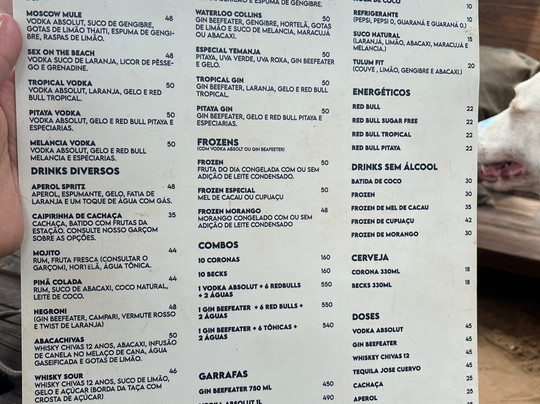 MOSCOW MULE 48
VODKA ABSOLUT, SUCO DE GENGIBRE,
GOTAS DE LIMÃO THAITI, ESPUMA DE GENGI-
BRE, RASPAS DE LIMÃO.
SEX ON THE BEACH 48
VODKA SUCO DE LARANJA, LICOR DE PÊSSE-
GO E GRENADINE.
TROPICAL VODKA 50
VODKA ABSOLUT, LARANJA, GELO E RED
BULL TROPICAL.
PITAYA VODKA 50
VODKA ABSOLUT, GELO E RED BULL PITAYA E
ESPECIARIAS.
MELANCIA VODKA 50
VODKA ABSOLUT, GELO E RED BULL
MELANCIA E ESPECIARIAS.
DRINKS DIVERSOS
APEROL SPRITZ 48
APEROL, ESPUMANTE, GELO, FATIA DE
LARANJA E UM TOQUE DE ÁGUA COM GÁS.
CAIPIRINHA DE CACHAÇA 35
CACHAÇA, BATIDO COM FRUTAS DA
ESTAÇÃO. CONSULTE NOSSO GARÇOM
SOBRE AS OPÇÕES.
MOJITO 44
RUM, FRUTA FRESCA (CONSULTAR O
GARÇOM), HORTELÃ, ÁGUA TÔNICA.
PINÃ COLADA 44
RUM, SUCO DE ABACAXI, COCO NATURAL,
LEITE DE COCO.
NEGRONI 48
(GIN BEEFEATER, CAMPARI, VERMUTE ROSSO
E TWIST DE LARANJA)
ABACACHIVAS 50
WHISKY CHIVAS 12 ANOS, ABACAXI, INFUSÃO
DE CANELA NO MELAÇO DE CANA, ÁGUA
GASEIFICADA E GOTAS DE LIMÃO.
WHISKY SOUR 46
WHISKY CHIVAS 12 ANOS, SUCO DE LIMÃO,
GELO E AÇÚCAR (BORDA DA TAÇA COM
CROSTA DE AÇÚCAR)
WATERLOO COLLINS 50
GIN BEEFEATER, GENGIBRE, HORTELÃ, GOTAS
DE LIMÃO E SUCO DE MELANCIA, MARACUJÁ
OU ABACAXI.
ESPECIAL YEMANJA 50
PITAYA, UVA VERDE, UVA ROXA, GIN BEEFEATER
E GELO.
TROPICAL GIN 50
GIN BEEFEATER, LARANJA, GELO E RED BULL
TROPICAL.
PITAYA GIN 50
GIN BEEFEATER, GELO E RED BULL PITAYA E
ESPECIARIAS.
FROZENS
(COM VODKA ABSOLT OU GIN BEAFEETER)
FROZEN 50
FRUTA DO DIA CONGELADA COM OU SEM
ADIÇÃO DE LEITE CONDENSADO.
FROZEN ESPECIAL 50
MEL DE CACAU OU CUPUAÇU
FROZEN MORANGO 48
MORANGO CONGELADO COM OU SEM
ADIÇÃO DE LEITE CONDENSADO
COMBOS
10 CORONAS 160
10 BECKS 160
1 VODKA ABSOLUT + 6 REDBULLS 550
+ 2 ÁGUAS
1 GIN BEEFEATER + 6 RED BULLS + 550
2 ÁGUAS
1 GIN BEEFEATER + 6 TÔNICAS + 540
2 ÁGUAS
GARRAFAS
GIN BEEFEATER 750 ML 450
VODKA ABSOLUT 1L 490
10
REFRIGERANTE 10
(PEPSI, PEPSI 0, GUARANÁ E GUARANÁ 0.)
SUCO NATURAL 15
(LARANJA, LIMÃO, ABACAXI, MARACUJÁ E
MELANCIA.)
TULUM FIT 20
(COUVE, LIMÃO, GENGIBRE E ABACAXI.)
ENERGÉTICOS
RED BULL 22
RED BULL SUGAR FREE 22
RED BULL TROPICAL 22
RED BULL PITAYA 22
DRINKS SEM ÁLCOOL
BATIDA DE COCO 30
FROZEN 30
FROZEN DE MEL DE CACAU 35
FROZEN DE CUPUAÇU 42
FROZEN DE MORANGO 30
CERVEJA
CORONA 330ML 18
BECKS 330ML 18
DOSES
VODKA ABSOLUT 45
GIN BEEFEATER 45
WHISKEY CHIVAS 12 45
TEQUILA JOSE CUERVO 45
CACHAÇA 25
APEROL 25